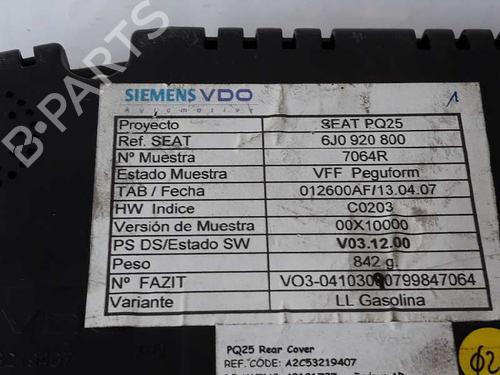 SIEMENS VDO
Automotive
1
Proyecto SEAT PQ25
Ref. SEAT 6J0 920 800
Nº Muestra 7064R
Estado Muestra VFF Peguform
TAB / Fecha 012600AF/13.04.07
HW Indice C0203
Versión de Muestra 00X10000
PS DS/Estado SW V03.12.00
Peso 842 g
Nº FAZIT VO3-04103090799847064
Variante LL Gasolina
PQ25 Rear Cover
REF. CODE: A2C53219407
B-PARTS